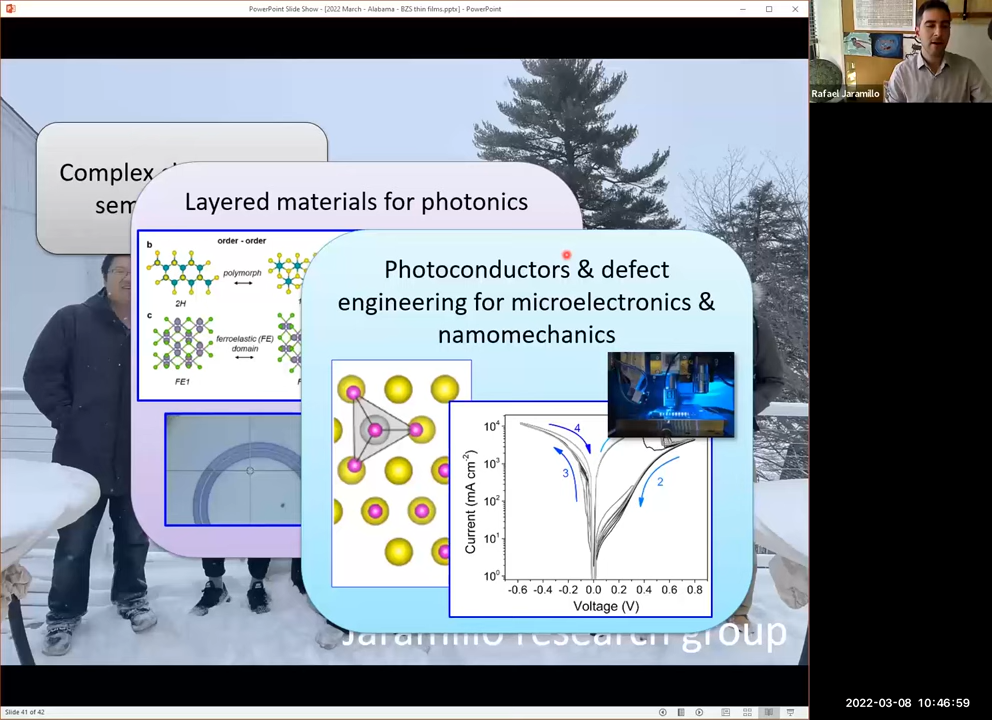 PowerPoint Slide Show - [2022 March - Alabama - BZS thin films.pptx] - PowerPoint
Rafael Jaramillo
Complex
sem
Layered materials for photonics
b
order - order
polymorph
2H
c
ferroelastic (FE)
domain
FE1
Photoconductors & defect
engineering for microelectronics &
namomechanics
Current (mA cm-2)
10⁴
10³
10²
10¹
10⁰
4
3
2
-0.6 -0.4 -0.2 0.0 0.2 0.4 0.6 0.8
Voltage (V)
Jaramillo research group
Slide 41 of 42
2022-03-08 10:46:59